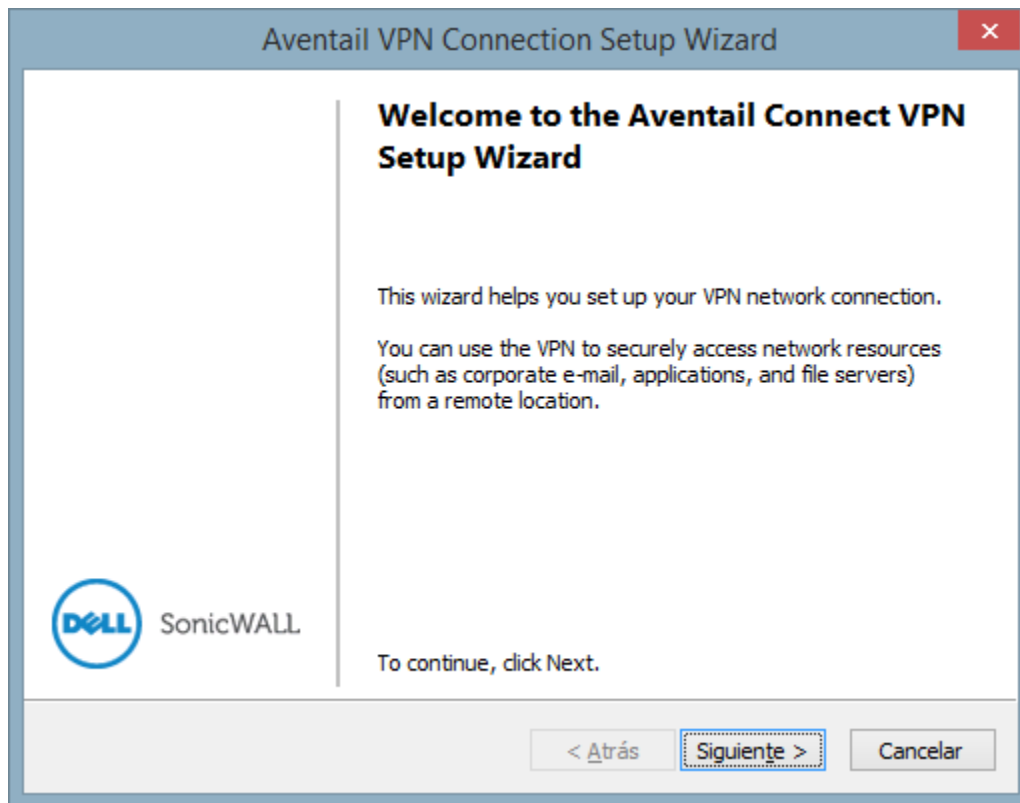 Aventail VPN Connection Setup Wizard
Welcome to the Aventail Connect VPN
Setup Wizard
This wizard helps you set up your VPN network connection.
You can use the VPN to securely access network resources
(such as corporate e-mail, applications, and file servers)
from a remote location.
DELL SonicWALL
To continue, click Next.
< Atrás Siguiente > Cancelar